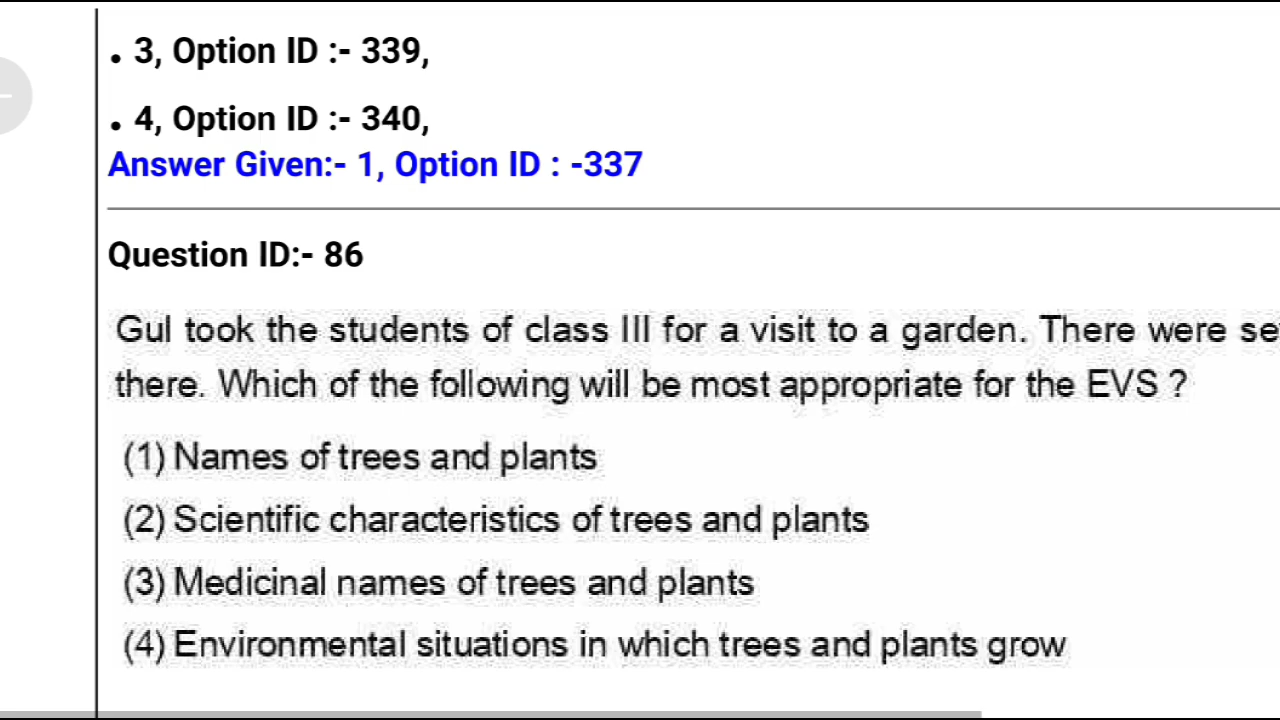 . 3, Option ID :- 339,
. 4, Option ID :- 340,
Answer Given:- 1, Option ID : -337
Question ID:- 86
Gul took the students of class III for a visit to a garden. There were
there. Which of the following will be most appropriate for the EVS ?
(1) Names of trees and plants
(2) Scientific characteristics of trees and plants
(3) Medicinal names of trees and plants
(4) Environmental situations in which trees and plants grow